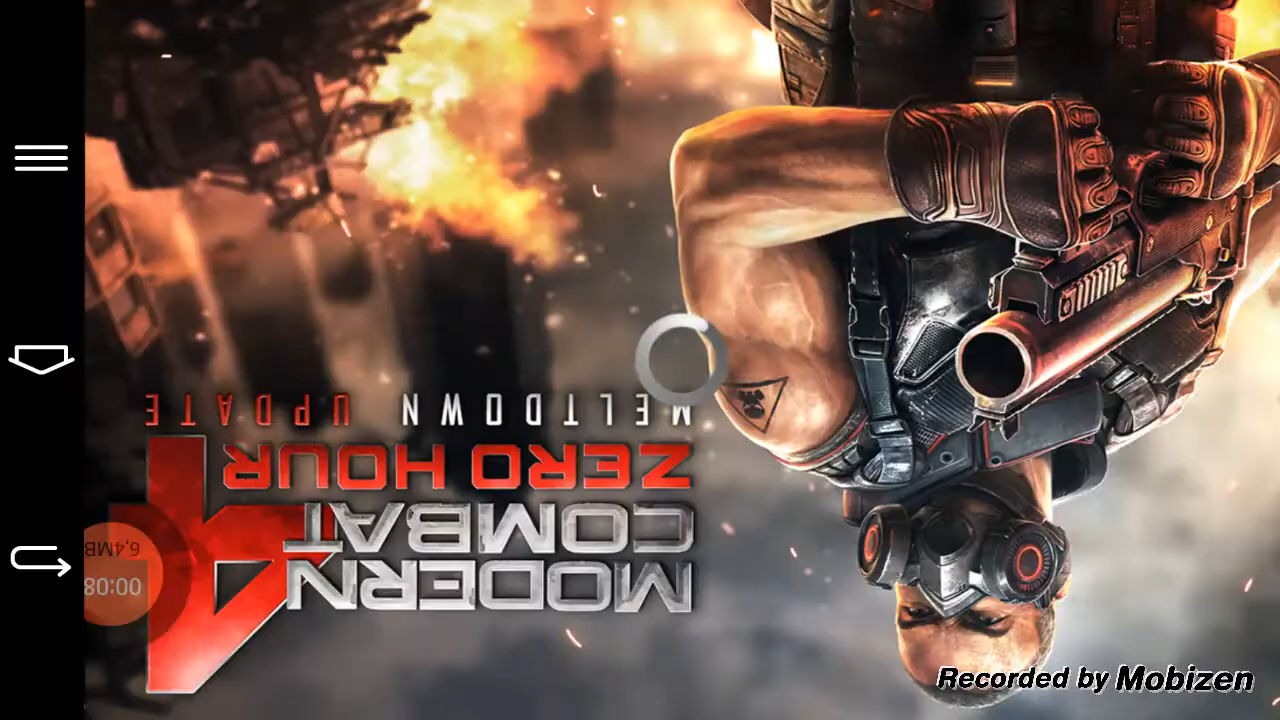 MODERN
COMBAT 4
ZERO HOUR
MELTDOWN UPDATE
00:08
6,4MB
Recorded by Mobizen